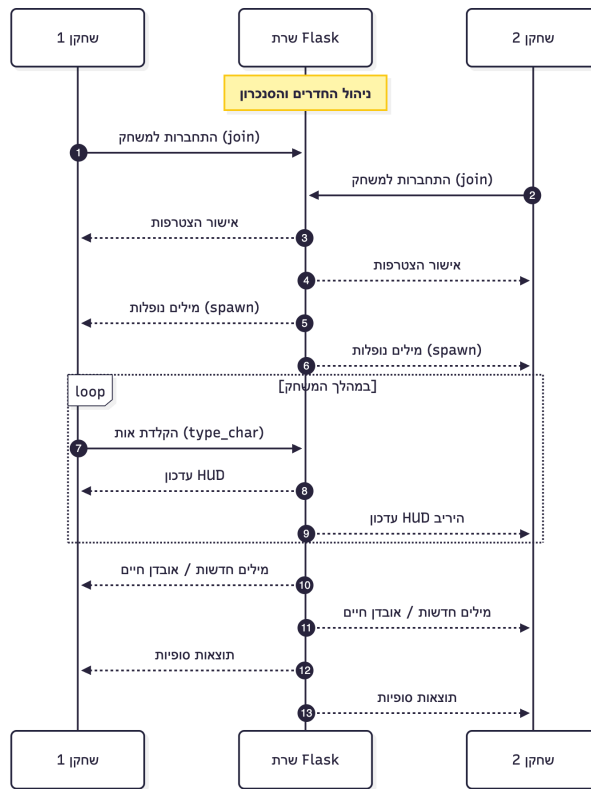 שחקן 1
שרת Flask
שחקן 2
ניהול החדרים והסנכרון
1
התחברות למשחק (join)
2
התחברות למשחק (join)
3
אישור הצטרפות
4
אישור הצטרפות
5
מילים נופלות (spawn)
6
מילים נופלות (spawn)
loop
[במהלך המשחק]
7
הקלדת אות (type_char)
8
עדכון HUD
9
עדכון HUD היריב
10
מילים חדשות / אובדן חיים
11
מילים חדשות / אובדן חיים
12
תוצאות סופיות
13
תוצאות סופיות
שחקן 1
שרת Flask
שחקן 2